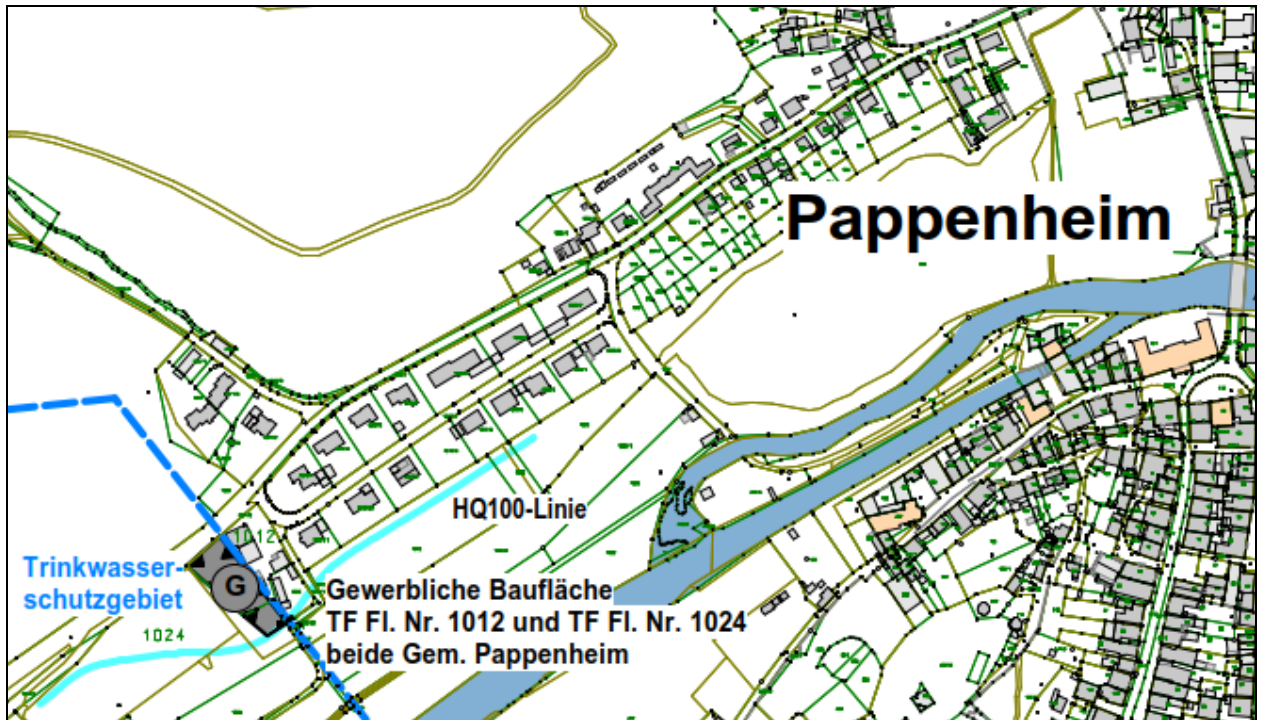 Pappenheim
HQ100-Linie
1012
Trinkwasser-
schutzgebiet
G
Gewerbliche Baufläche
TF Fl. Nr. 1012 und TF Fl. Nr. 1024
beide Gem. Pappenheim
1024